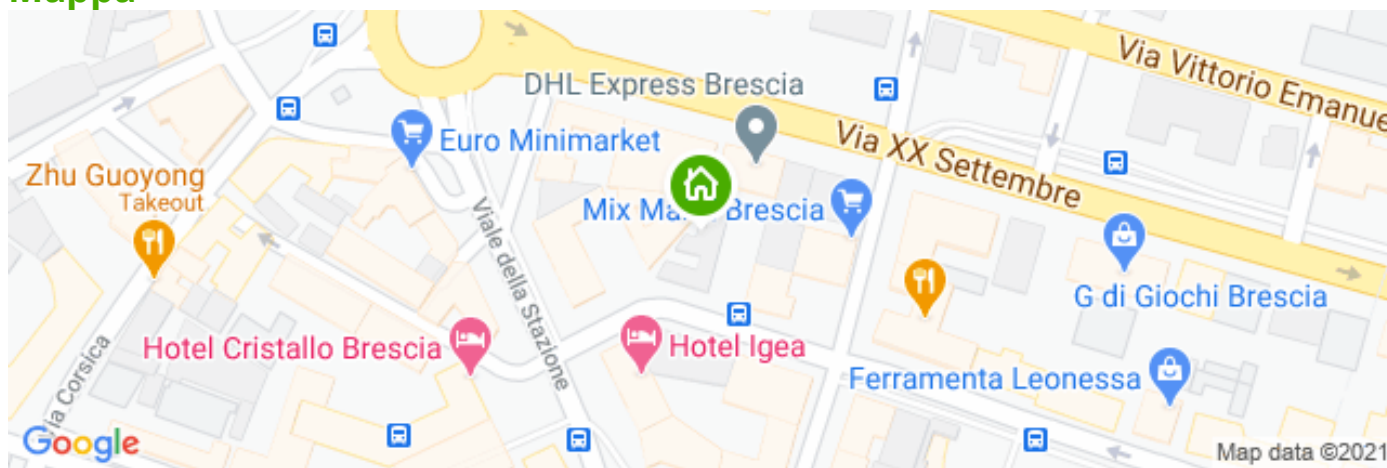 Mappa
Via Vittorio Emanue
DHL Express Brescia
Euro Minimarket
Via XX Settembre
Zhu Guoyong
Takeout
Mix Ma Brescia
Viale della Stazione
G di Giochi Brescia
Hotel Cristallo Brescia
Hotel Igea
Ferramenta Leonessa
Via Corsica
Google
Map data ©2021